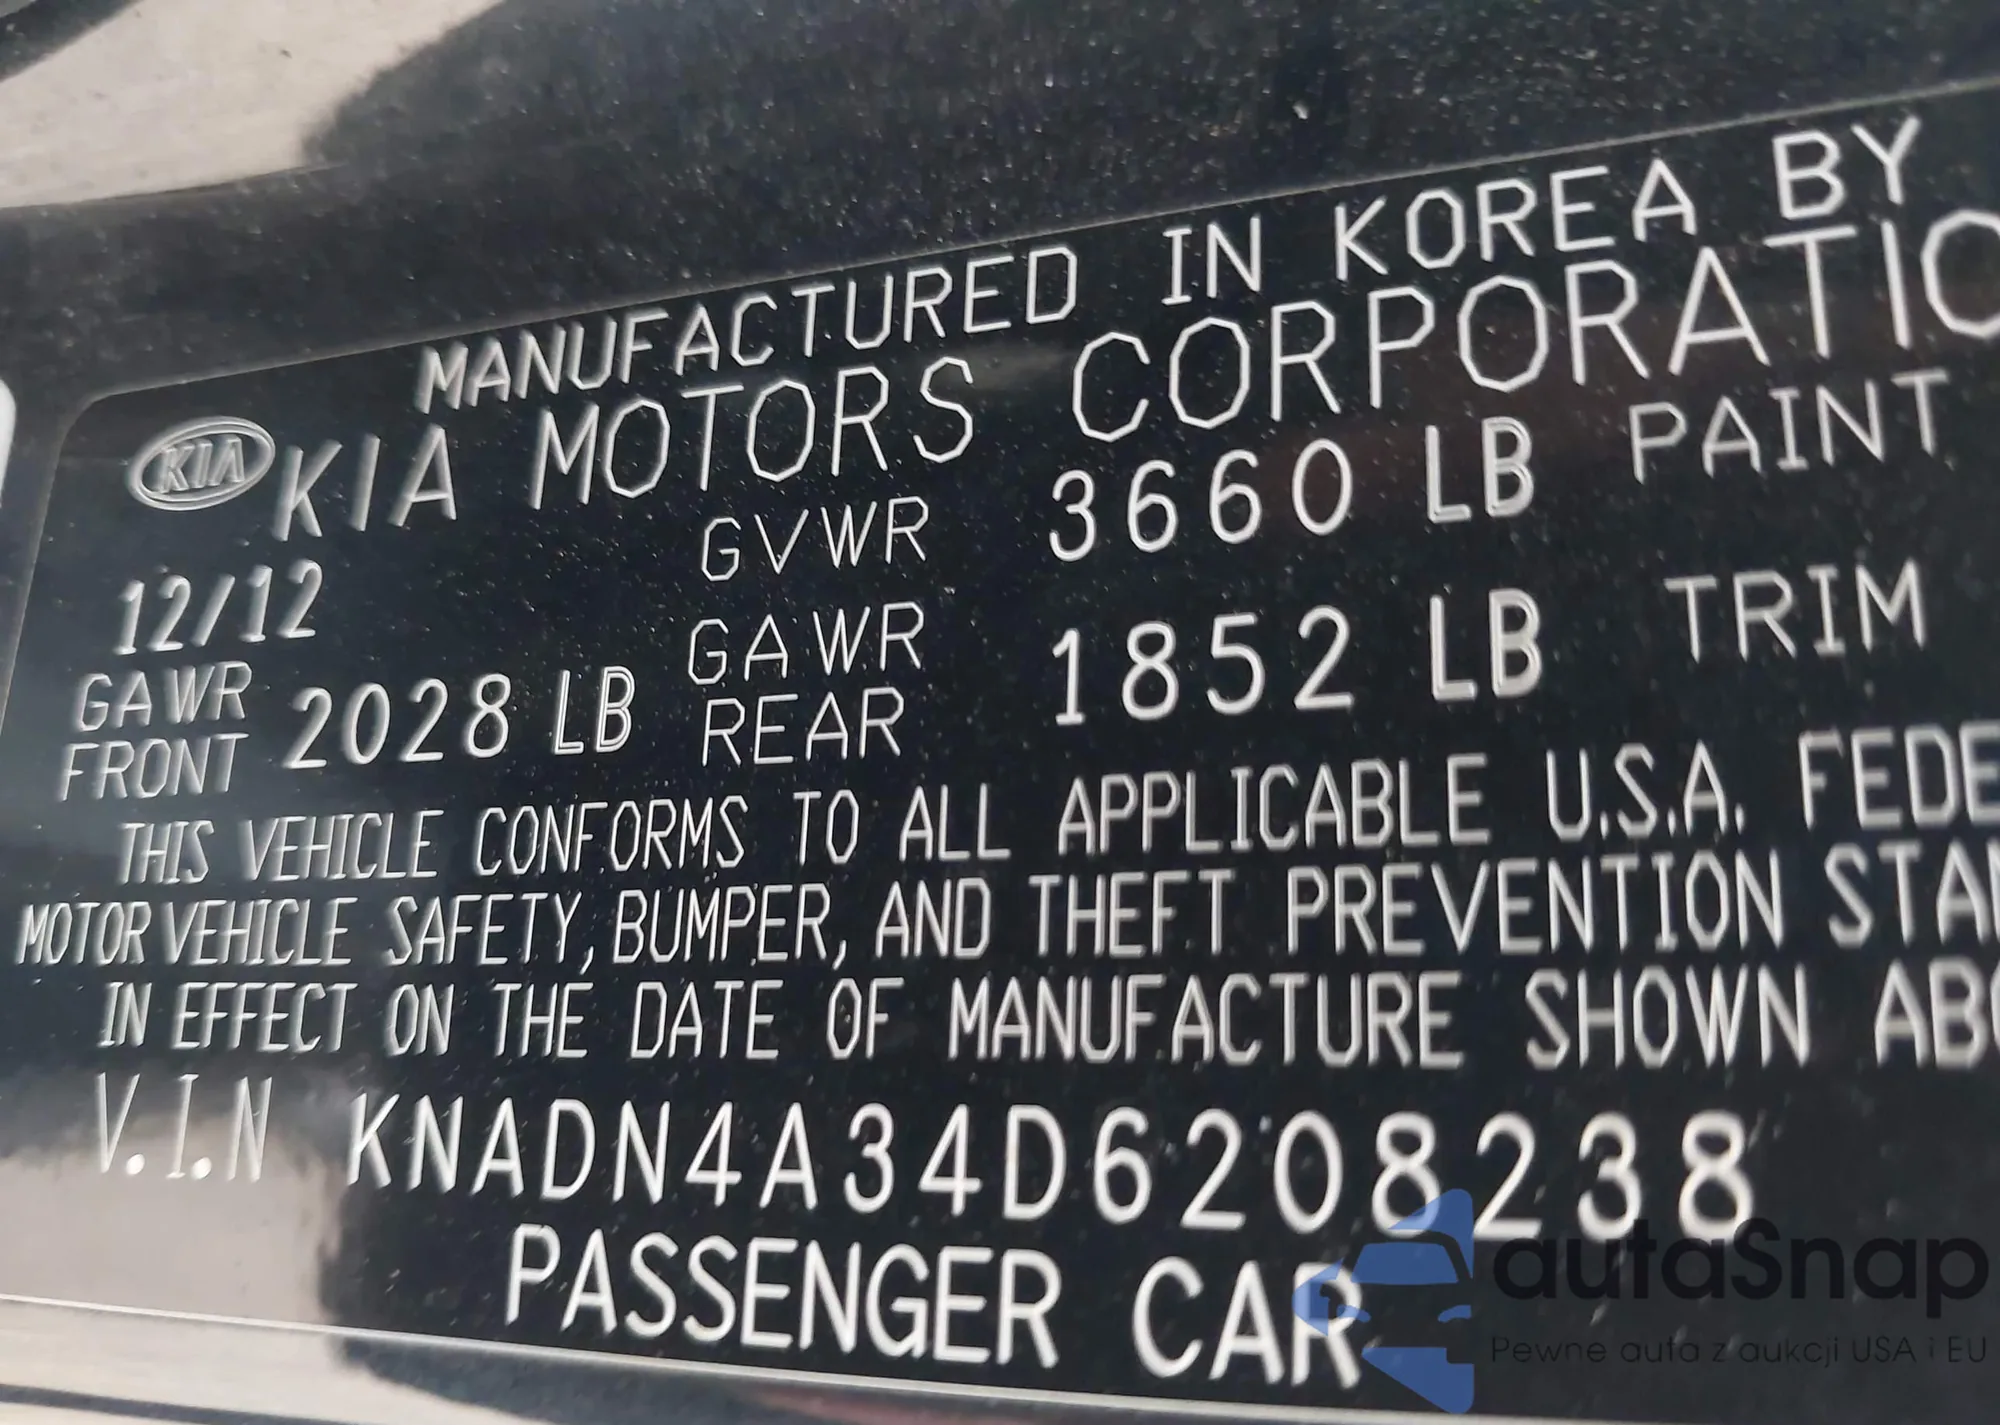 MANUFACTURED IN KOREA BY
KIA KIA MOTORS CORPORATIO
12/12 GVWR 3660 LB PAINT
GAWR FRONT 2028 LB GAWR REAR 1852 LB TRIM
THIS VEHICLE CONFORMS TO ALL APPLICABLE U.S.A. FEDE
MOTOR VEHICLE SAFETY, BUMPER, AND THEFT PREVENTION STAN
IN EFFECT ON THE DATE OF MANUFACTURE SHOWN ABO
V.I.N KNADN4A34D6208238
PASSENGER CAR
autaSnap
Pewne auta z aukcji USA i EU